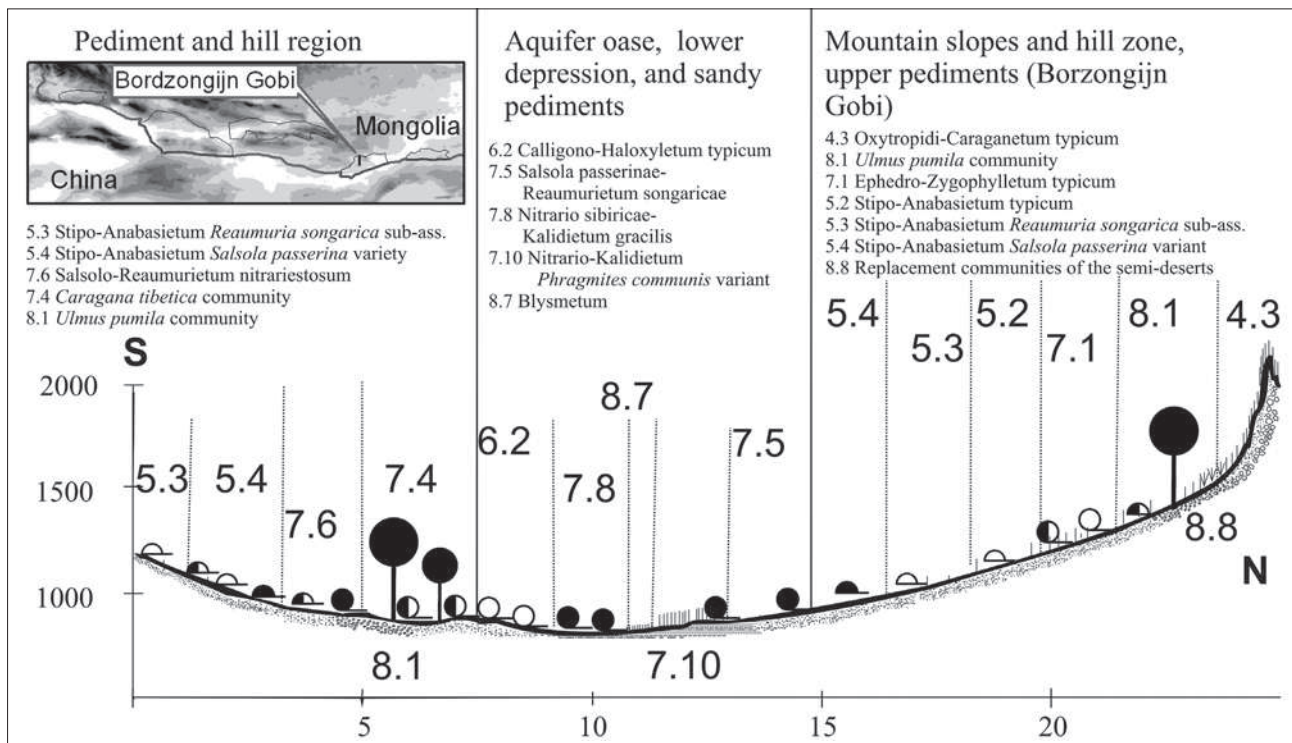 Pediment and hill region
Bordzongijn Gobi
Mongolia
China
5.3 Stipo-Anabasietum Reaumuria songarica sub-ass.
5.4 Stipo-Anabasietum Salsola passerina variety
7.6 Salsolo-Reaumurietum nitrariestosum
7.4 Caragana tibetica community
8.1 Ulmus pumila community
Aquifer oase, lower
depression, and sandy
pediments
6.2 Calligono-Haloxyletum typicum
7.5 Salsola passerinae-
Reaumurietum songaricae
7.8 Nitrario sibiricae-
Kalidietum gracilis
7.10 Nitrario-Kalidietum
Phragmites communis variant
8.7 Blysmetum
Mountain slopes and hill zone,
upper pediments (Borzongijn
Gobi)
4.3 Oxytropidi-Caraganetum typicum
8.1 Ulmus pumila community
7.1 Ephedro-Zygophylletum typicum
5.2 Stipo-Anabasietum typicum
5.3 Stipo-Anabasietum Reaumuria songarica sub-ass.
5.4 Stipo-Anabasietum Salsola passerina variant
8.8 Replacement communities of the semi-deserts
S
2000
1500
1000
5.3
5.4
7.6
7.4
8.1
6.2
7.8
8.7
7.10
7.5
5.4
5.3
5.2
7.1
8.1
4.3
8.8
N
5
10
15
20